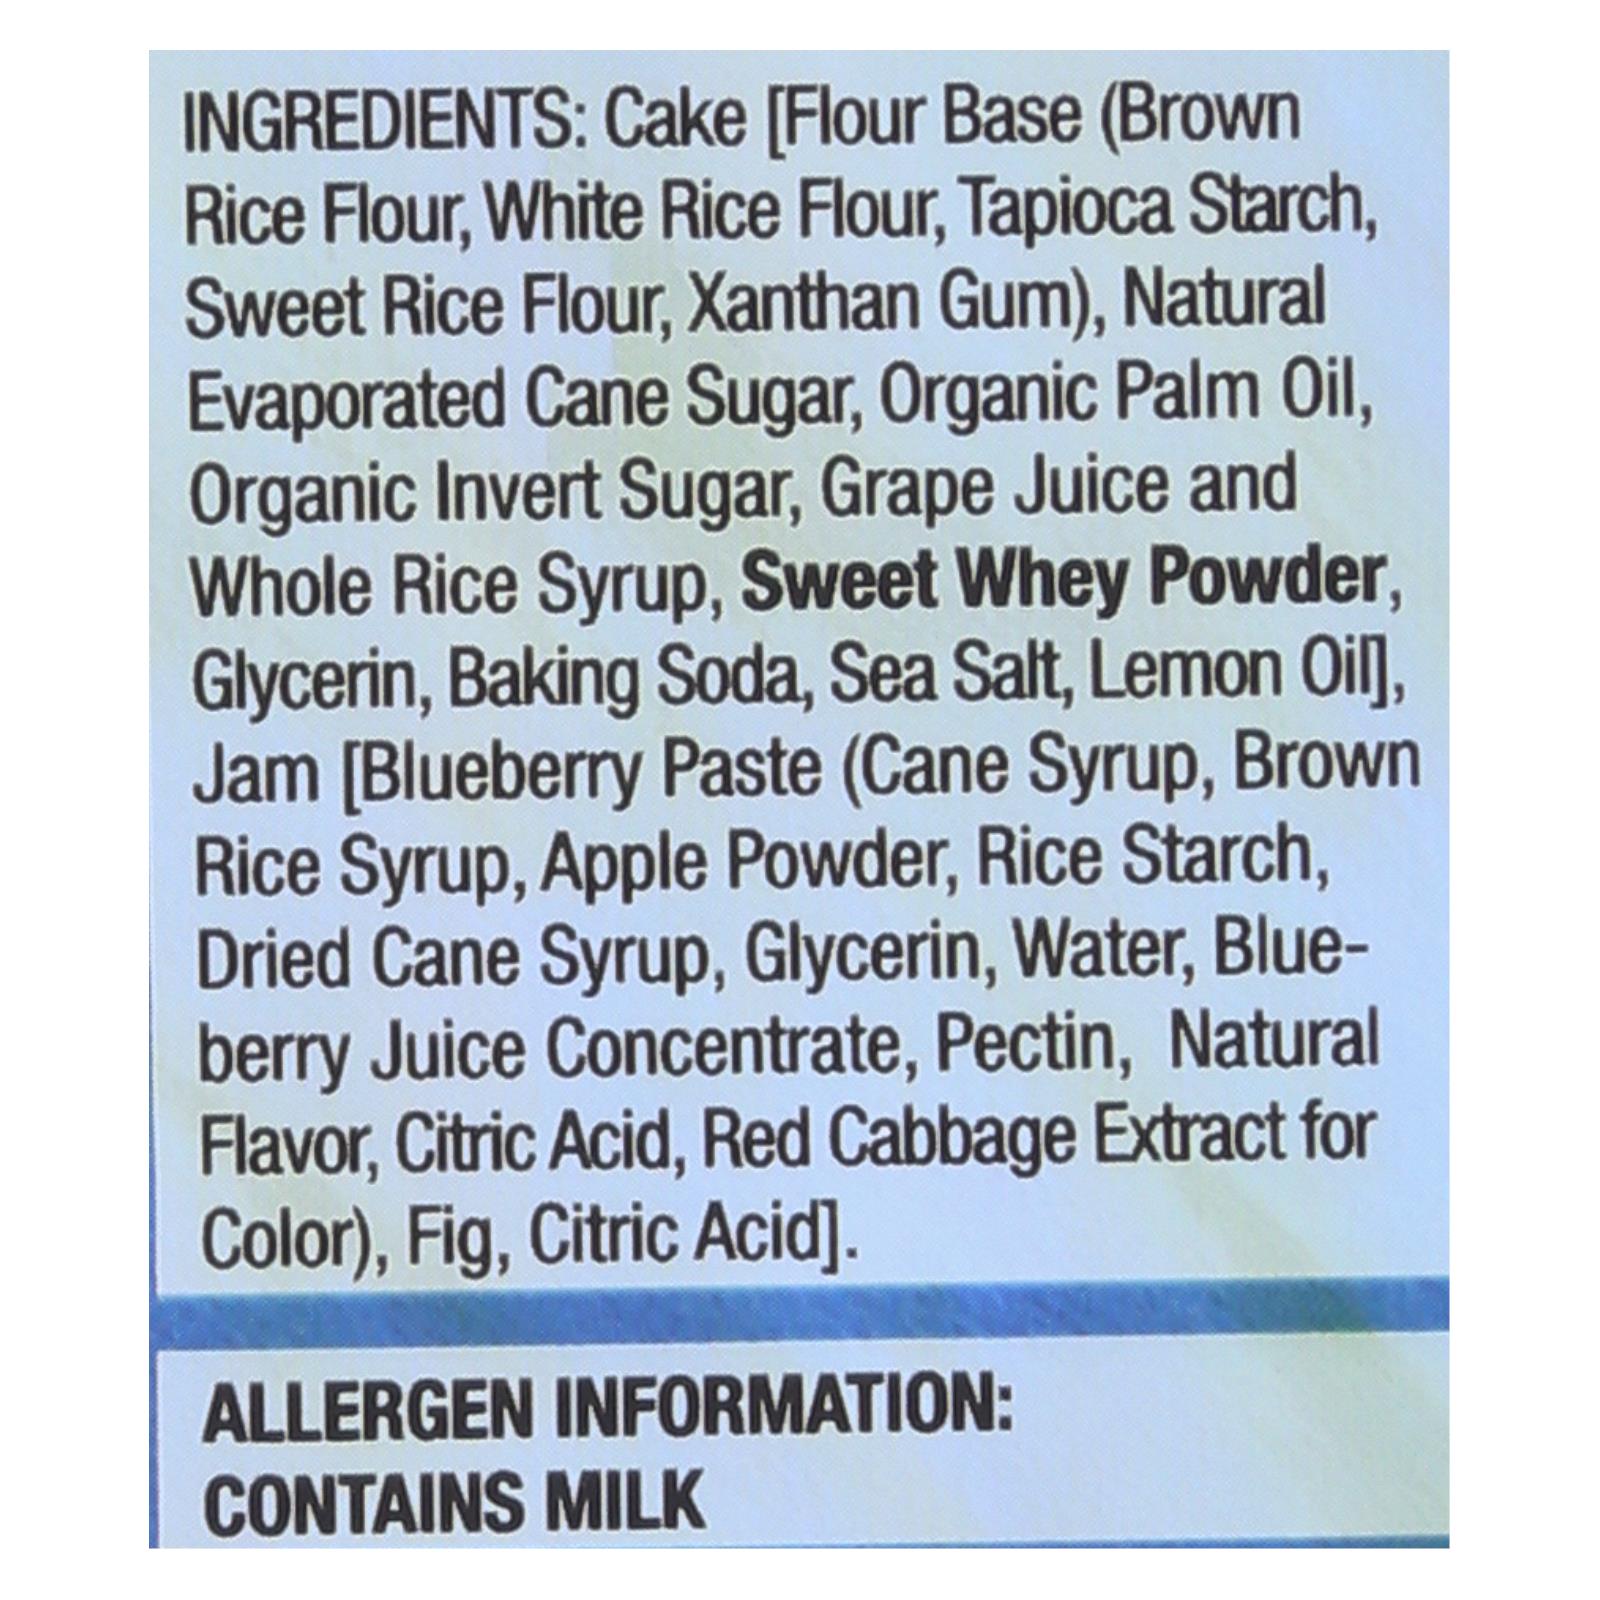 INGREDIENTS: Cake [Flour Base (Brown
Rice Flour, White Rice Flour, Tapioca Starch,
Sweet Rice Flour, Xanthan Gum), Natural
Evaporated Cane Sugar, Organic Palm Oil,
Organic Invert Sugar, Grape Juice and
Whole Rice Syrup, Sweet Whey Powder,
Glycerin, Baking Soda, Sea Salt, Lemon Oil],
Jam [Blueberry Paste (Cane Syrup, Brown
Rice Syrup, Apple Powder, Rice Starch,
Dried Cane Syrup, Glycerin, Water, Blue-
berry Juice Concentrate, Pectin, Natural
Flavor, Citric Acid, Red Cabbage Extract for
Color), Fig, Citric Acid].
ALLERGEN INFORMATION:
CONTAINS MILK